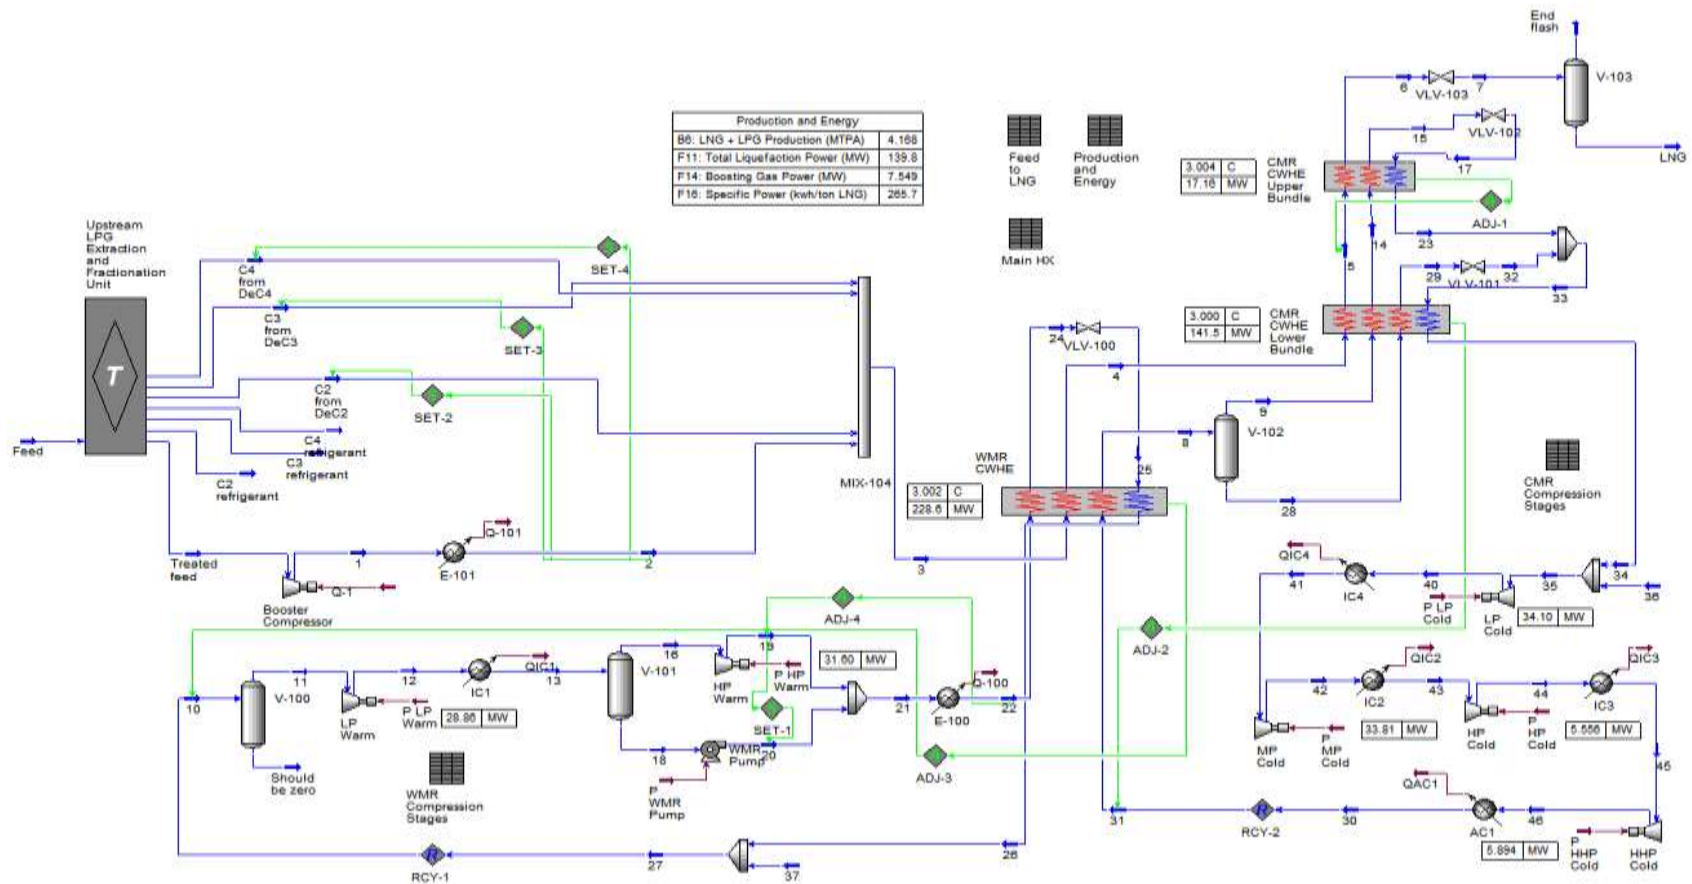 End
flash
V-103
6
7
VLV-103
15
VLV-102
17
LNG
Production and Energy
B6: LNG + LPG Production (MTPA) 4.168
F11: Total Liquefaction Power (MW) 139.8
F14: Boosting Gas Power (MW) 7.549
F16: Specific Power (kwh/ton LNG) 265.7
Feed
to
LNG
Production
and
Energy
Main HX
3.004 C
17.16 MW
CMR
CWHE
Upper
Bundle
ADJ-1
5
14
23
29
VLV-101
32
33
3.000 C
141.5 MW
CMR
CWHE
Lower
Bundle
Upstream
LPG
Extraction
and
Fractionation
Unit
T
Feed
C4
from
DeC4
SET-4
C3
from
DeC3
SET-3
C2
from
DeC2
SET-2
C4
refrigerant
C3
refrigerant
C2
refrigerant
Treated
feed
1
Q-101
E-101
2
Q-1
Booster
Compressor
MIX-104
3
24
VLV-100
4
25
WMR
CWHE
3.002 C
228.6 MW
8
9
V-102
28
CMR
Compression
Stages
QIC4
41
IC4
40
P LP
Cold
LP
Cold
34.10 MW
35
34
36
ADJ-4
ADJ-2
10
11
V-100
12
LP
Warm
P LP
Warm
28.86 MW
IC1
QIC1
13
Should
be zero
V-101
16
18
19
HP
Warm
P HP
Warm
31.60 MW
SET-1
20
WMR
Pump
P
WMR
Pump
21
Q-100
E-100
22
ADJ-3
WMR
Compression
Stages
RCY-1
27
26
37
42
QIC2
IC2
43
33.81 MW
MP
Cold
P
MP
Cold
HP
Cold
P
HP
Cold
44
QIC3
IC3
5.556 MW
45
QAC1
31
RCY-2
30
AC1
46
5.894 MW
P
HHP
Cold
HHP
Cold